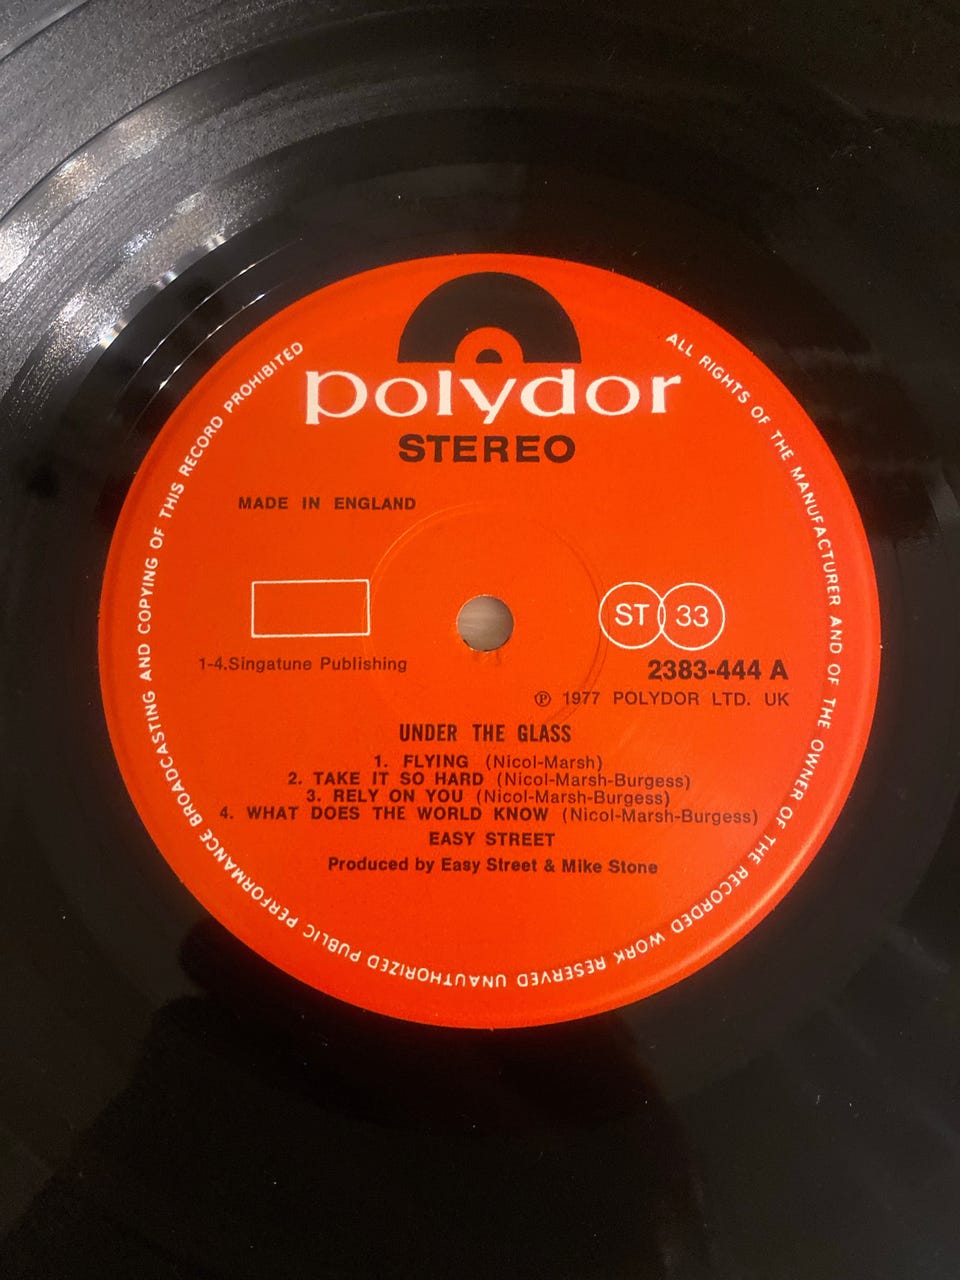 polydor
STEREO
MADE IN ENGLAND
ST 33
1-4.Singatune Publishing
2383-444 A
℗ 1977 POLYDOR LTD. UK
UNDER THE GLASS
1. FLYING (Nicol-Marsh)
2. TAKE IT SO HARD (Nicol-Marsh-Burgess)
3. RELY ON YOU (Nicol-Marsh-Burgess)
4. WHAT DOES THE WORLD KNOW (Nicol-Marsh-Burgess)
EASY STREET
Produced by Easy Street & Mike Stone
ALL RIGHTS OF THE MANUFACTURER AND OF THE OWNER OF THE RECORDED WORK RESERVED UNAUTHORIZED PUBLIC PERFORMANCE BROADCASTING AND COPYING OF THIS RECORD PROHIBITED